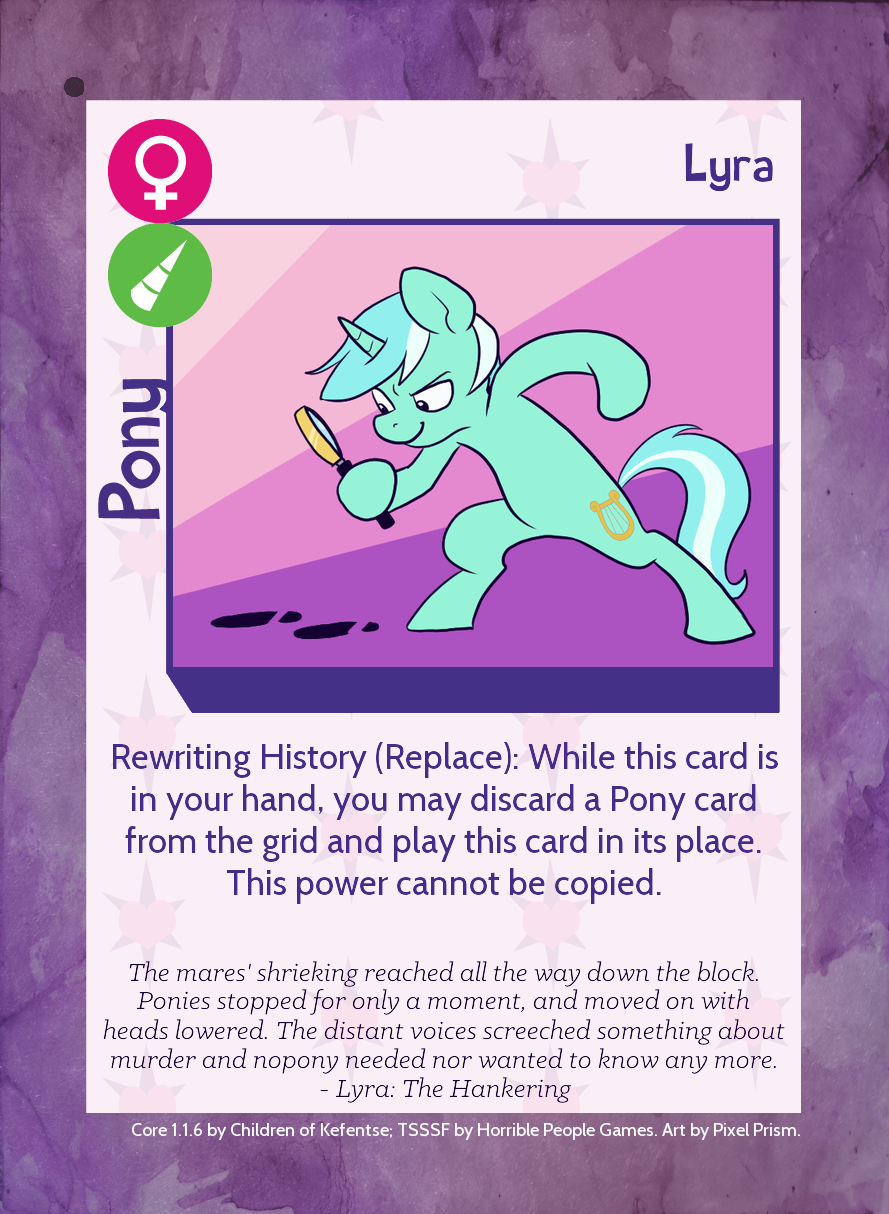 Lyra
Pony
Rewriting History (Replace): While this card is
in your hand, you may discard a Pony card
from the grid and play this card in its place.
This power cannot be copied.
The mares' shrieking reached all the way down the block.
Ponies stopped for only a moment, and moved on with
heads lowered. The distant voices screeched something about
murder and nopony needed nor wanted to know any more.
- Lyra: The Hankering
Core 1.1.6 by Children of Kefentse; TSSSF by Horrible People Games. Art by Pixel Prism.